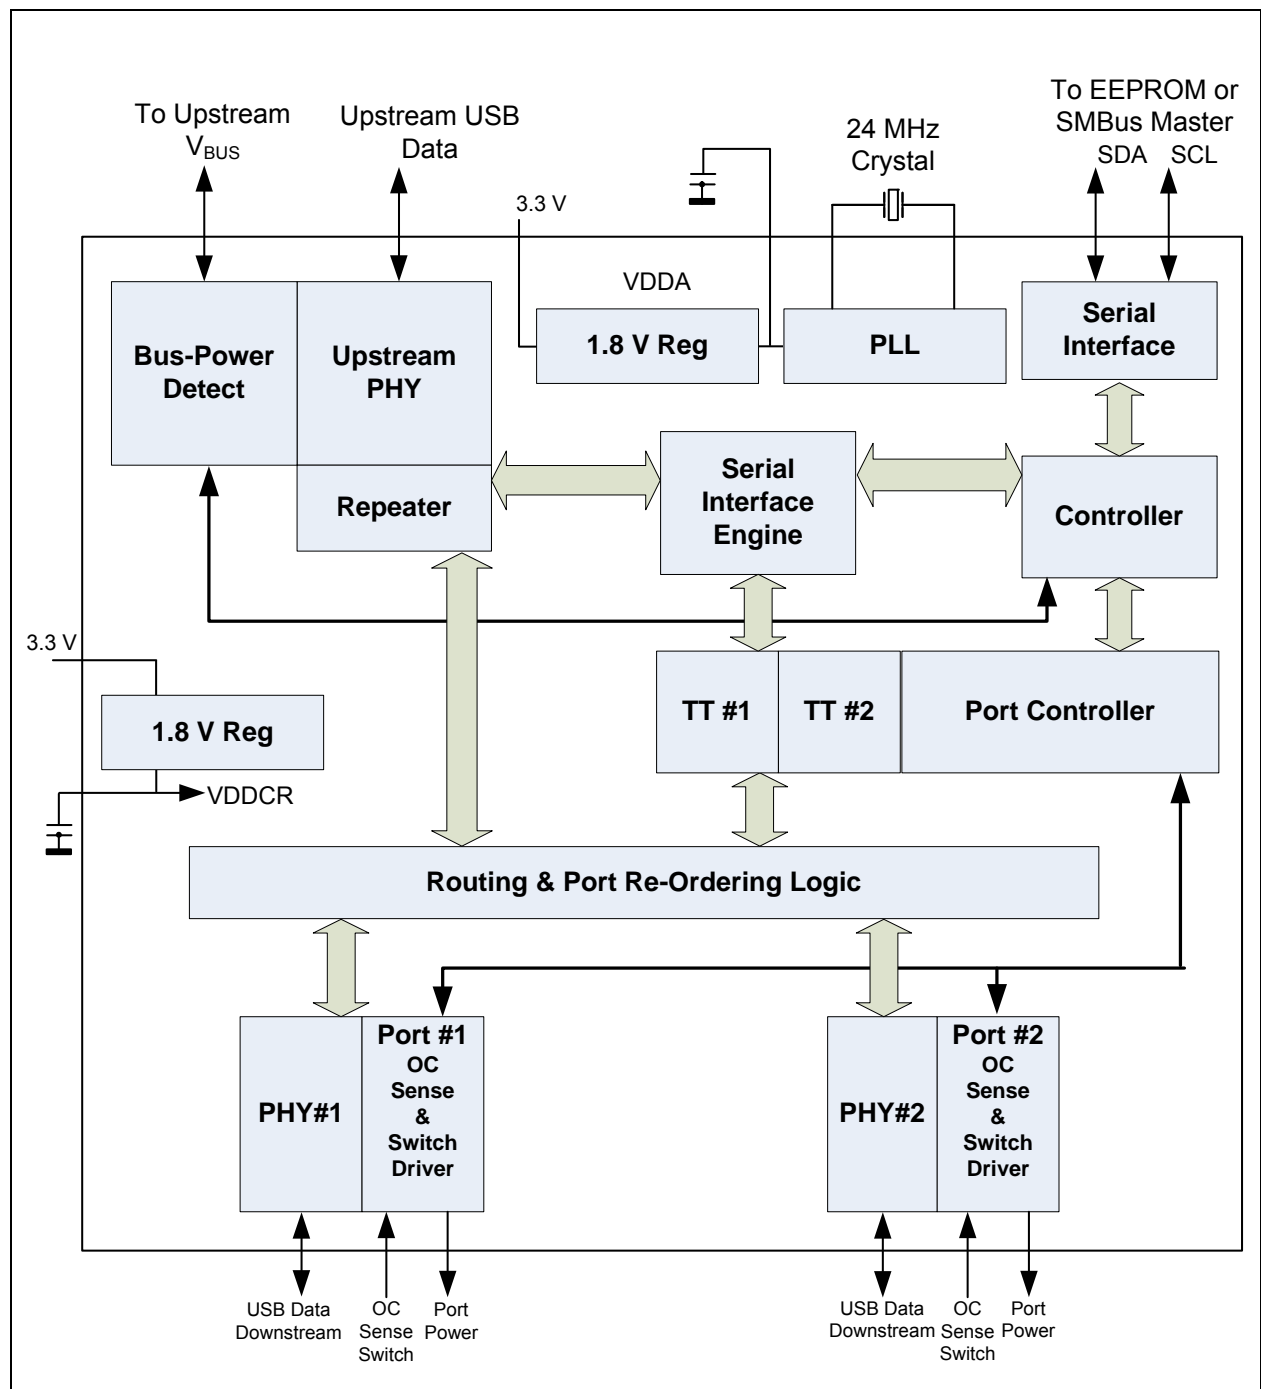 To Upstream
VBUS
Upstream USB
Data
24 MHz
Crystal
To EEPROM or
SMBus Master
SDA SCL
3.3 V
VDDA
Bus-Power
Detect
Upstream
PHY
1.8 V Reg
PLL
Serial
Interface
Repeater
Serial
Interface
Engine
Controller
3.3 V
1.8 V Reg
VDDCR
TT #1
TT #2
Port Controller
Routing & Port Re-Ordering Logic
PHY#1
Port #1
OC
Sense
&
Switch
Driver
PHY#2
Port #2
OC
Sense
&
Switch
Driver
USB Data
Downstream
OC
Sense
Switch
Port
Power
USB Data
Downstream
OC
Sense
Switch
Port
Power